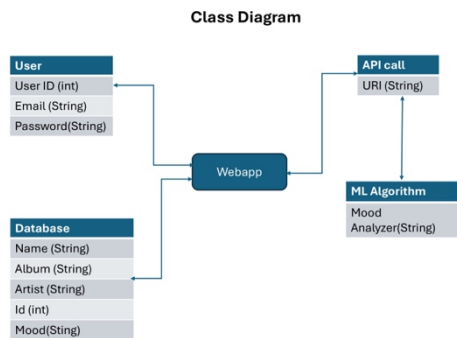 Class Diagram
User
User ID (int)
Email (String)
Password(String)
API call
URI (String)
Webapp
ML Algorithm
Mood
Analyzer(String)
Database
Name (String)
Album (String)
Artist (String)
Id (int)
Mood(Sting)